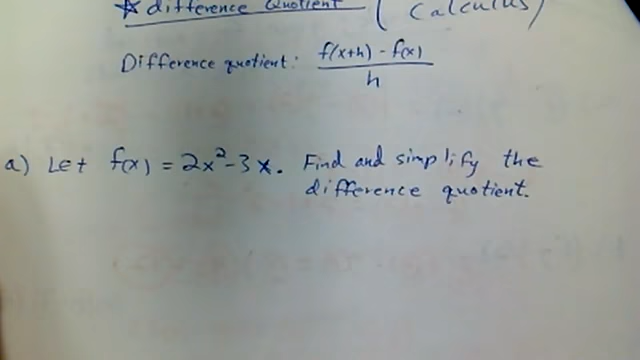 ☆ difference Quotient ( Calculus)
Difference quotient: f(x+h) - f(x) / h
a) Let f(x) = 2x² - 3x. Find and simplify the
difference quotient.